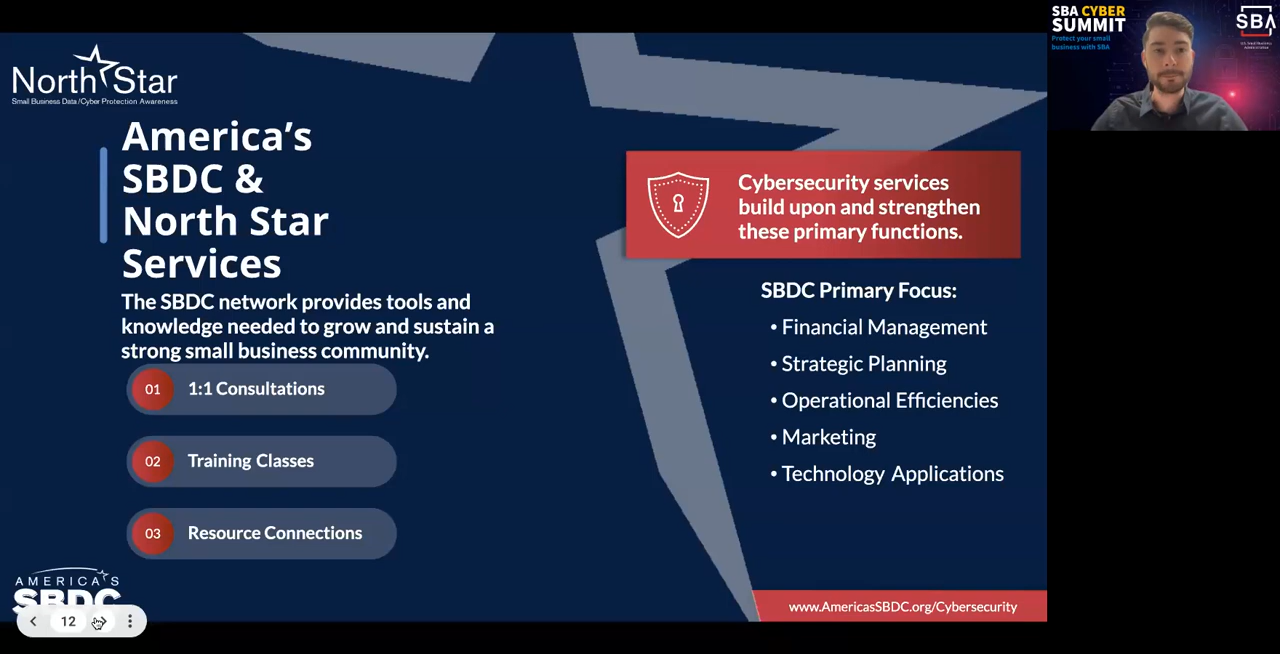 North Star
Small Business Data/Cyber Protection Awareness
America's
SBDC &
North Star
Services
The SBDC network provides tools and
knowledge needed to grow and sustain a
strong small business community.
01 1:1 Consultations
02 Training Classes
03 Resource Connections
AMERICA'S
SBDC
12
Cybersecurity services
build upon and strengthen
these primary functions.
SBDC Primary Focus:
• Financial Management
• Strategic Planning
• Operational Efficiencies
• Marketing
• Technology Applications
www.AmericasSBDC.org/Cybersecurity
SBA CYBER
SUMMIT
Protect your small
business with SBA
SBA